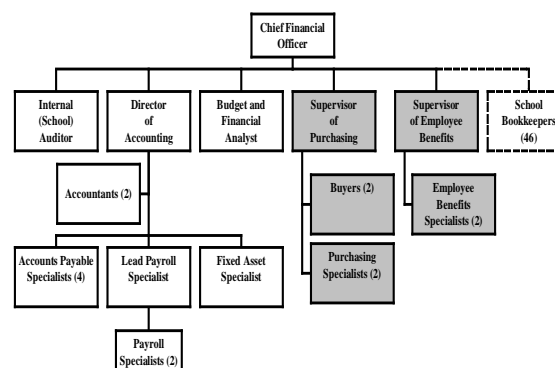 Chief Financial
Officer
Internal
(School)
Auditor
Director
of
Accounting
Budget and
Financial
Analyst
Supervisor
of
Purchasing
Supervisor
of Employee
Benefits
School
Bookkeepers
(46)
Accountants (2)
Buyers (2)
Employee
Benefits
Specialists (2)
Accounts Payable
Specialists (4)
Lead Payroll
Specialist
Fixed Asset
Specialist
Purchasing
Specialists (2)
Payroll
Specialists (2)